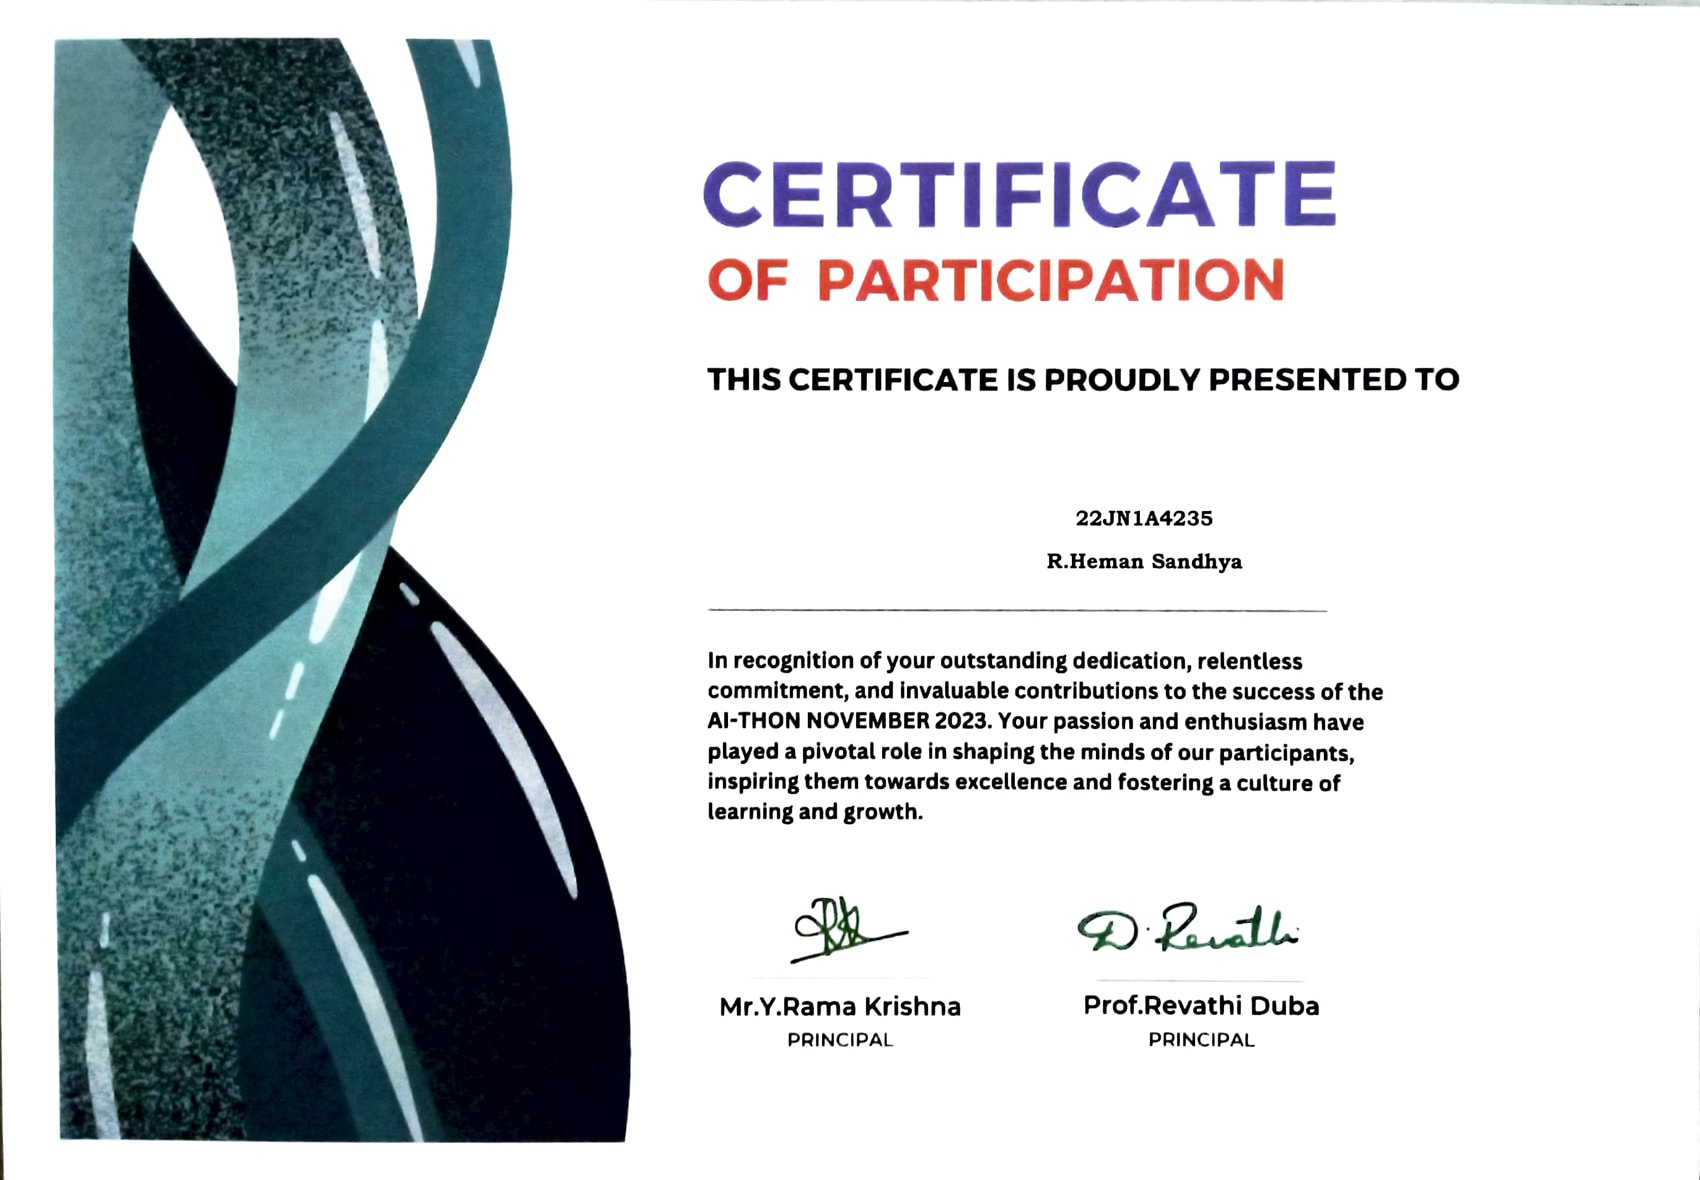 CERTIFICATE
OF PARTICIPATION
THIS CERTIFICATE IS PROUDLY PRESENTED TO
22JN1A4235
R.Heman Sandhya
In recognition of your outstanding dedication, relentless
commitment, and invaluable contributions to the success of the
AI-THON NOVEMBER 2023. Your passion and enthusiasm have
played a pivotal role in shaping the minds of our participants,
inspiring them towards excellence and fostering a culture of
learning and growth.
D. Revathi
Mr.Y.Rama Krishna Prof.Revathi Duba
PRINCIPAL PRINCIPAL